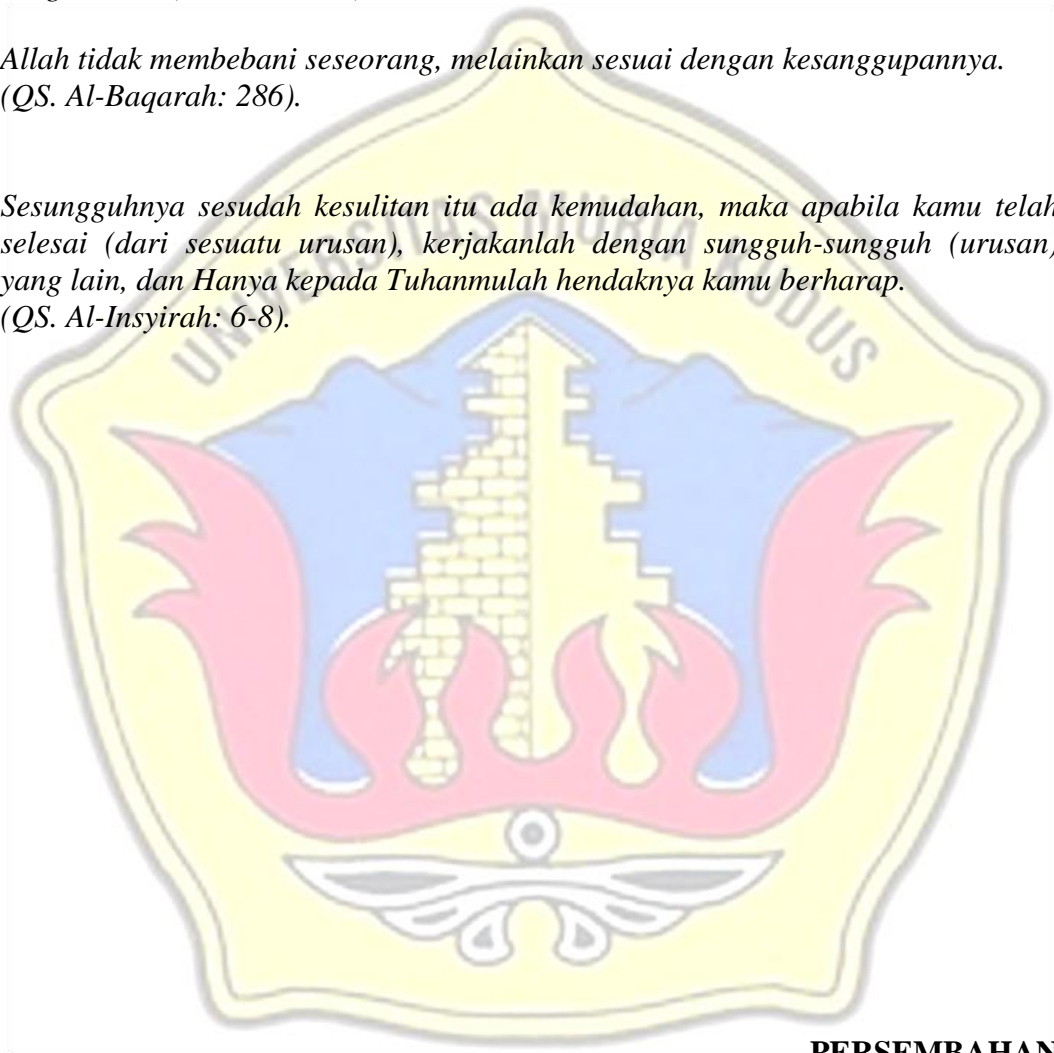 Allah tidak membebani seseorang, melainkan sesuai dengan kesanggupannya.
(QS. Al-Baqarah: 286).
Sesungguhnya sesudah kesulitan itu ada kemudahan, maka apabila kamu telah
selesai (dari sesuatu urusan), kerjakanlah dengan sungguh-sungguh (urusan)
yang lain, dan Hanya kepada Tuhanmulah hendaknya kamu berharap.
(QS. Al-Insyirah: 6-8).
UNIVERSITAS MURIA KUDUS
PERSEMBAHAN